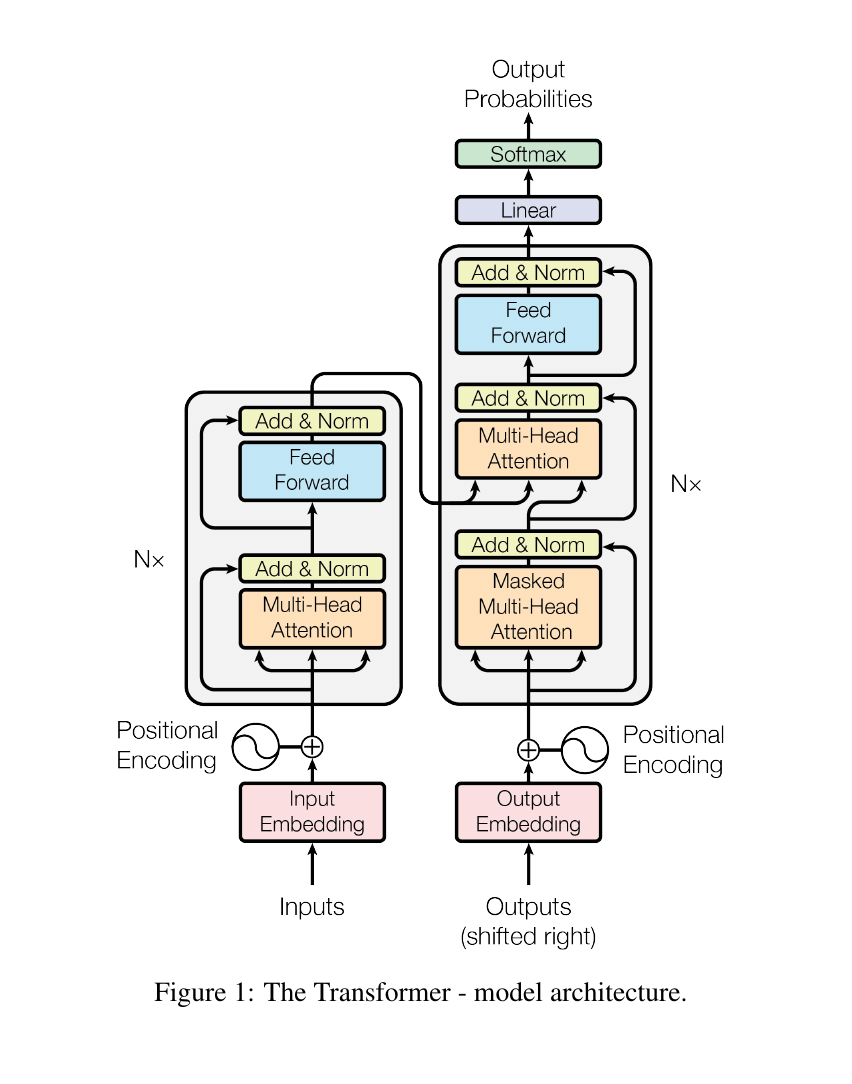 Output
Probabilities
Softmax
Linear
Add & Norm
Feed
Forward
Add & Norm
Multi-Head
Attention
Add & Norm
Masked
Multi-Head
Attention
N×
Add & Norm
Feed
Forward
Add & Norm
Multi-Head
Attention
N×
Positional
Encoding
Positional
Encoding
Input
Embedding
Output
Embedding
Inputs
Outputs
(shifted right)
Figure 1: The Transformer - model architecture.